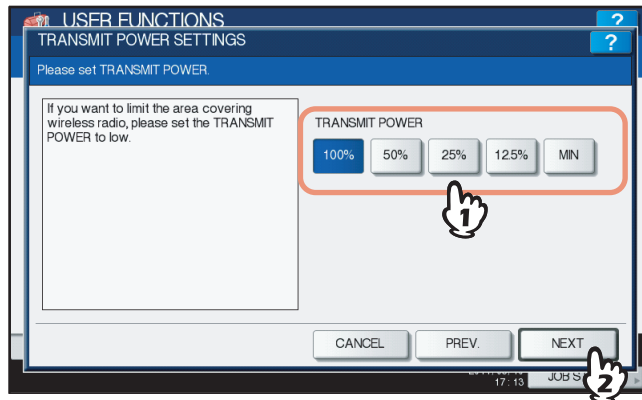 USER FUNCTIONS
?
TRANSMIT POWER SETTINGS
?
Please set TRANSMIT POWER.
If you want to limit the area covering
wireless radio, please set the TRANSMIT
POWER to low.
TRANSMIT POWER
100% 50% 25% 12.5% MIN
1
CANCEL PREV. NEXT
17:13
JOB S
2